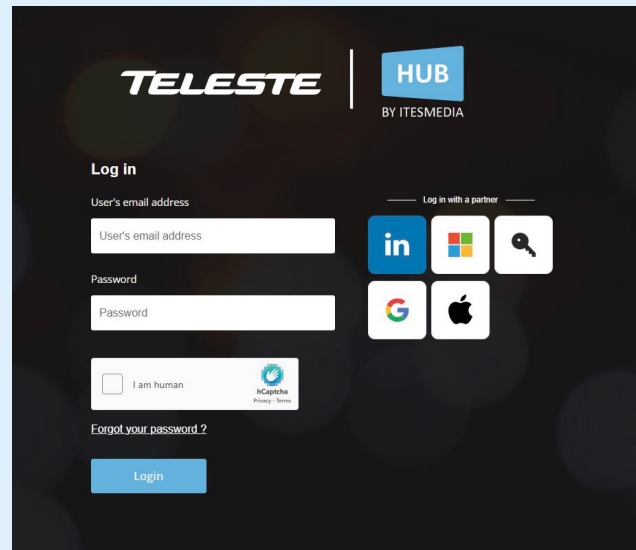 TELESTE
HUB
BY ITESMEDIA
Log in
User's email address
User's email address
Password
Password
I am human
hCaptcha
Privacy - Terms
Forgot your password ?
Login
Log in with a partner
in